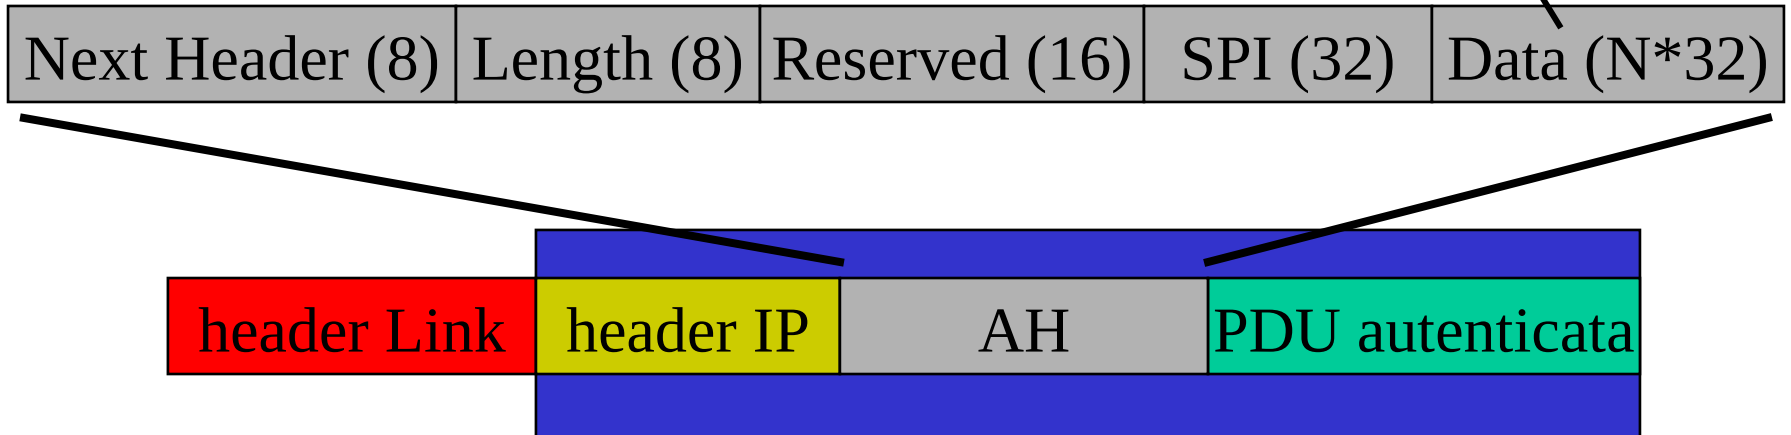 Next Header (8) Length (8) Reserved (16) SPI (32) Data (N*32)
header Link header IP AH PDU autenticata